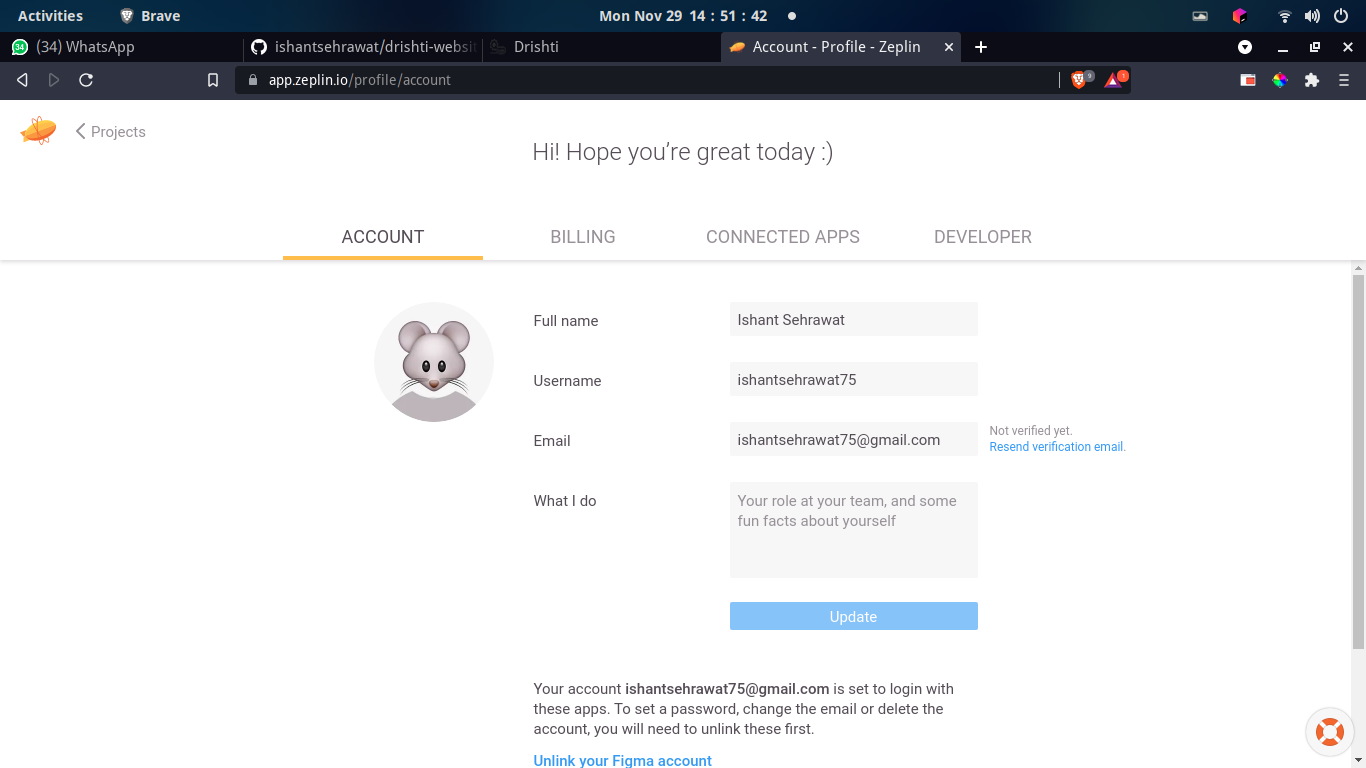 Activities Brave Mon Nov 29 14 : 51 : 42
34 (34) WhatsApp ishantsehrawat/drishti-websit Drishti Account - Profile - Zeplin
app.zeplin.io/profile/account 9 1
Projects
Hi! Hope you’re great today :)
ACCOUNT BILLING CONNECTED APPS DEVELOPER
Full name Ishant Sehrawat
Username ishantsehrawat75
Email ishantsehrawat75@gmail.com
Not verified yet.
Resend verification email.
What I do
Your role at your team, and some
fun facts about yourself
Update
Your account ishantsehrawat75@gmail.com is set to login with
these apps. To set a password, change the email or delete the
account, you will need to unlink these first.
Unlink your Figma account